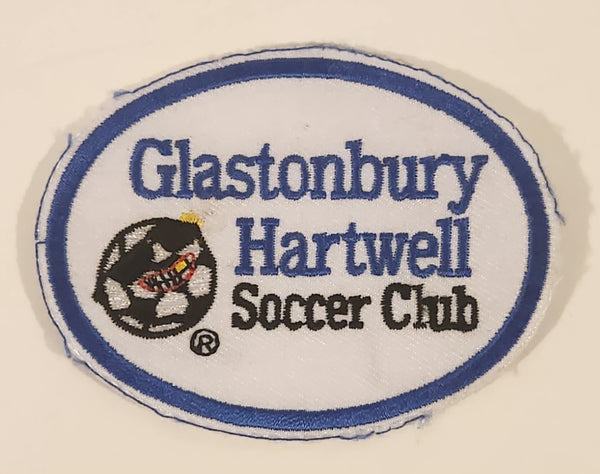 Glastonbury
Hartwell
Soccer Club
®